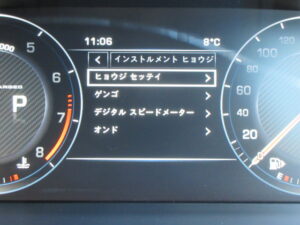 11:06 8°C
インストルメント ヒョウジ
ヒョウジ セッテイ
ゲンゴ
デジタル スピードメーター
オンド
000
5
6
7
8
P
120
100
80
60
40
20
E